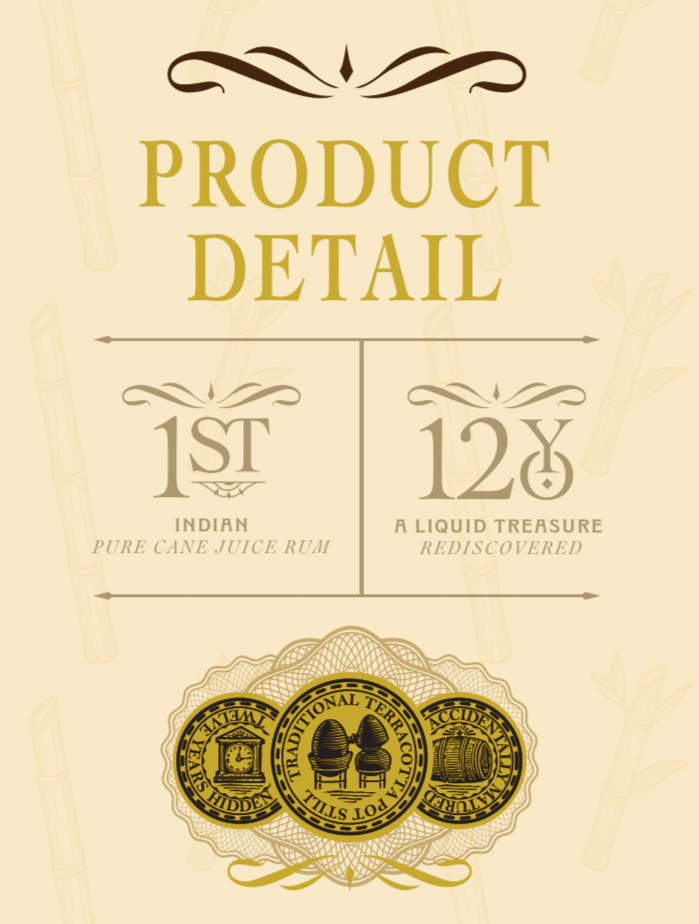 PRODUCT
DETAIL
1ST
INDIAN
PURE CANE JUICE RUM
12Y
A LIQUID TREASURE
REDISCOVERED
TWELVE YEARS HIDDEN
TRADITIONAL TERRACOTTA POT STILL
ACCIDENTALLY MATURED